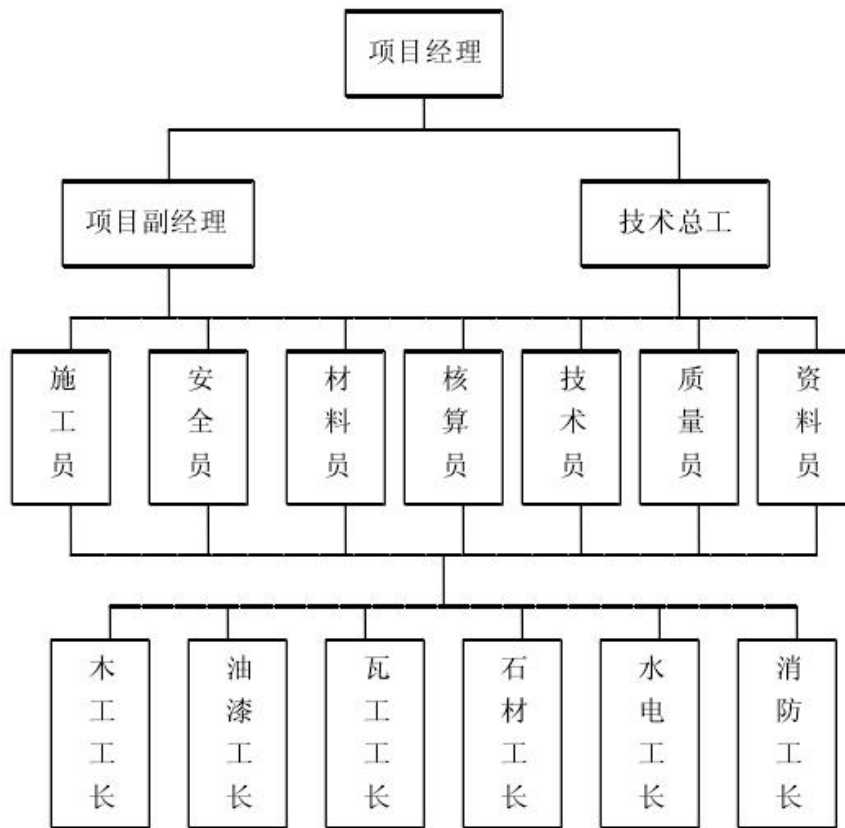 项目经理
项目副经理
技术总工
施工员
安全员
材料员
核算员
技术员
质量员
资料员
木工工长
油漆工长
瓦工工长
石材工长
水电工长
消防工长